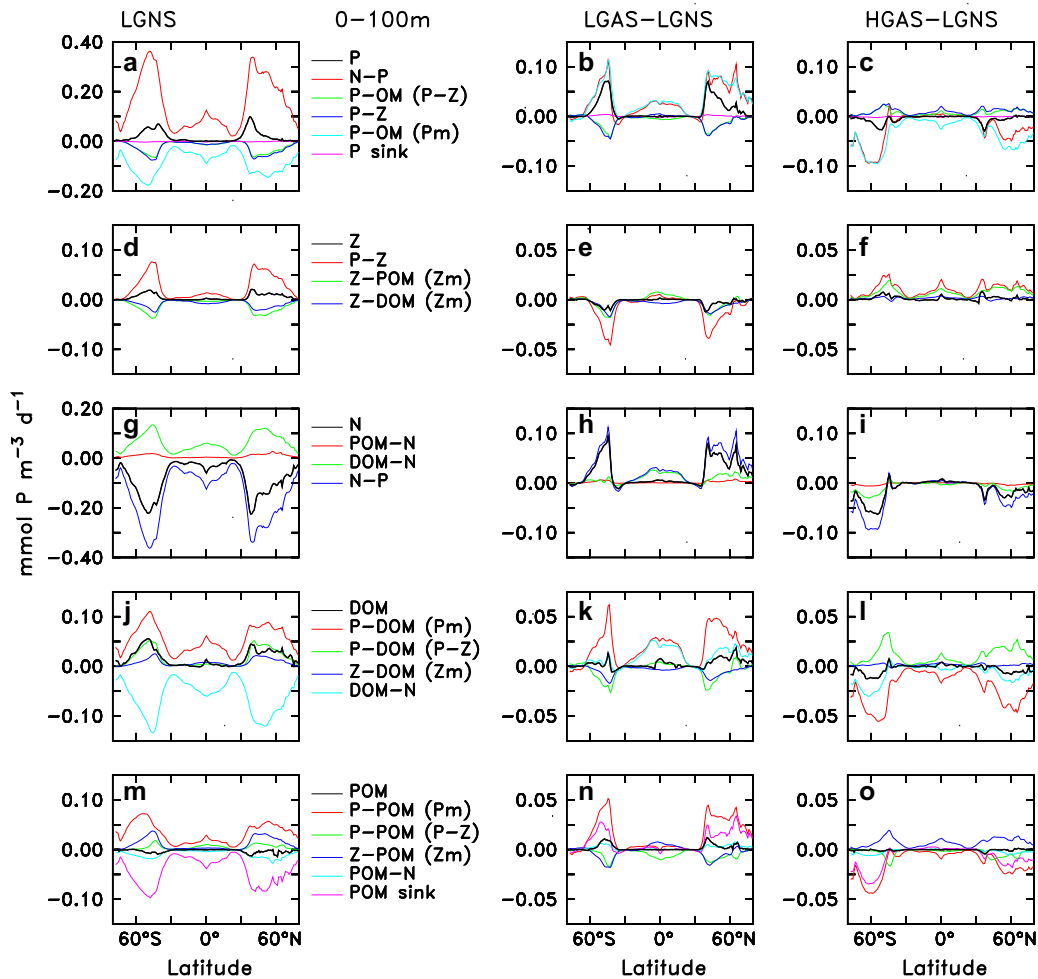 LGNS 0−100m LGAS−LGNS HGAS−LGNS
a b c
0.40
0.20
0.00
−0.20
P
N−P
P−OM (P−Z)
P−Z
P−OM (Pm)
P sink
0.10
0.00
−0.10
0.10
0.00
−0.10
d e f
0.10
0.00
−0.10
Z
P−Z
Z−POM (Zm)
Z−DOM (Zm)
0.05
0.00
−0.05
0.05
0.00
−0.05
mmol P m−3 d−1
g h i
0.20
0.00
−0.20
−0.40
N
POM−N
DOM−N
N−P
0.10
0.00
−0.10
0.10
0.00
−0.10
j k l
0.10
0.00
−0.10
DOM
P−DOM (Pm)
P−DOM (P−Z)
Z−DOM (Zm)
DOM−N
0.05
0.00
−0.05
0.05
0.00
−0.05
m n o
0.10
0.00
−0.10
POM
P−POM (Pm)
P−POM (P−Z)
Z−POM (Zm)
POM−N
POM sink
0.05
0.00
−0.05
0.05
0.00
−0.05
60°S 0° 60°N 60°S 0° 60°N 60°S 0° 60°N
Latitude Latitude Latitude